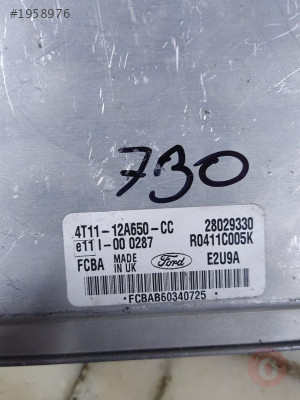 #1958976
730
4T11-12A650-CC 28029330
e11 I-00 0287 R0411C005K
FCBA MADE IN UK Ford E2U9A
*FCBAB60340725*